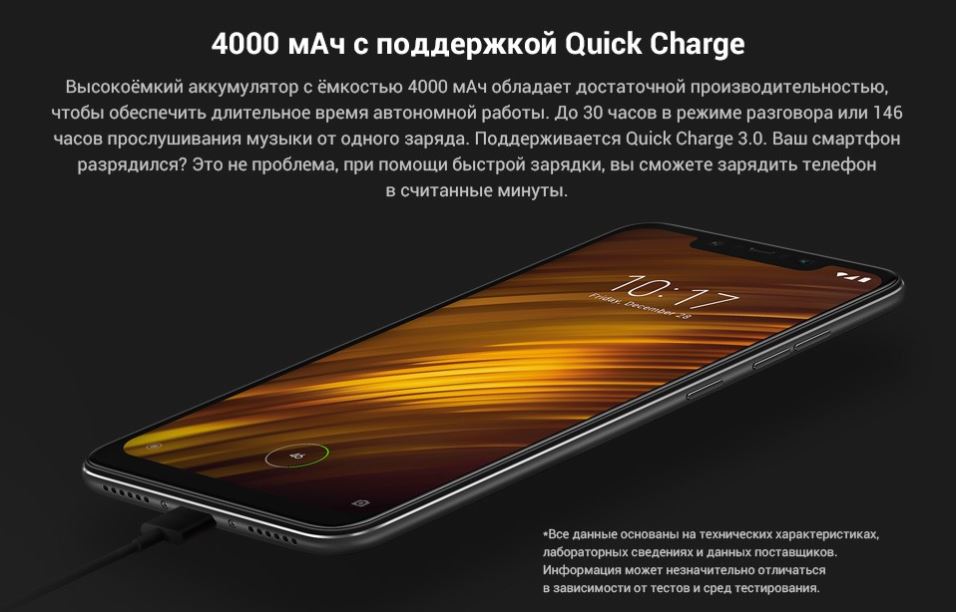 4000 мАч с поддержкой Quick Charge
Высокоёмкий аккумулятор с ёмкостью 4000 мАч обладает достаточной производительностью,
чтобы обеспечить длительное время автономной работы. До 30 часов в режиме разговора или 146
часов прослушивания музыки от одного заряда. Поддерживается Quick Charge 3.0. Ваш смартфон
разрядился? Это не проблема, при помощи быстрой зарядки, вы сможете зарядить телефон
в считанные минуты.
10:17
Friday, December 28
*Все данные основаны на технических характеристиках,
лабораторных сведениях и данных поставщиков.
Информация может незначительно отличаться
в зависимости от тестов и сред тестирования.